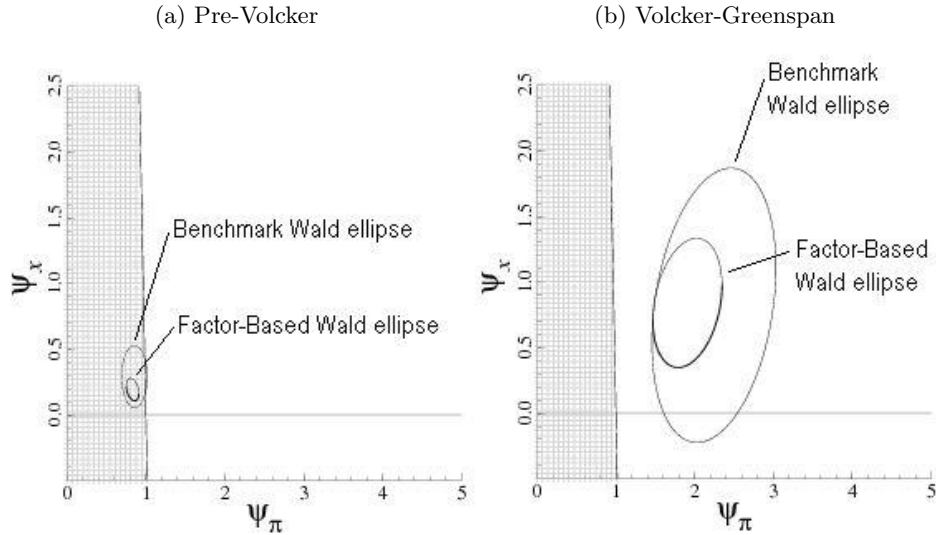 (a) Pre-Volcker
2.5
2.0
1.5
1.0
0.5
0.0
ψx
Benchmark Wald ellipse
Factor-Based Wald ellipse
0 1 2 3 4 5
ψπ
(b) Volcker-Greenspan
2.5
2.0
1.5
1.0
0.5
0.0
ψx
Benchmark
Wald ellipse
Factor-Based
Wald ellipse
0 1 2 3 4 5
ψπ